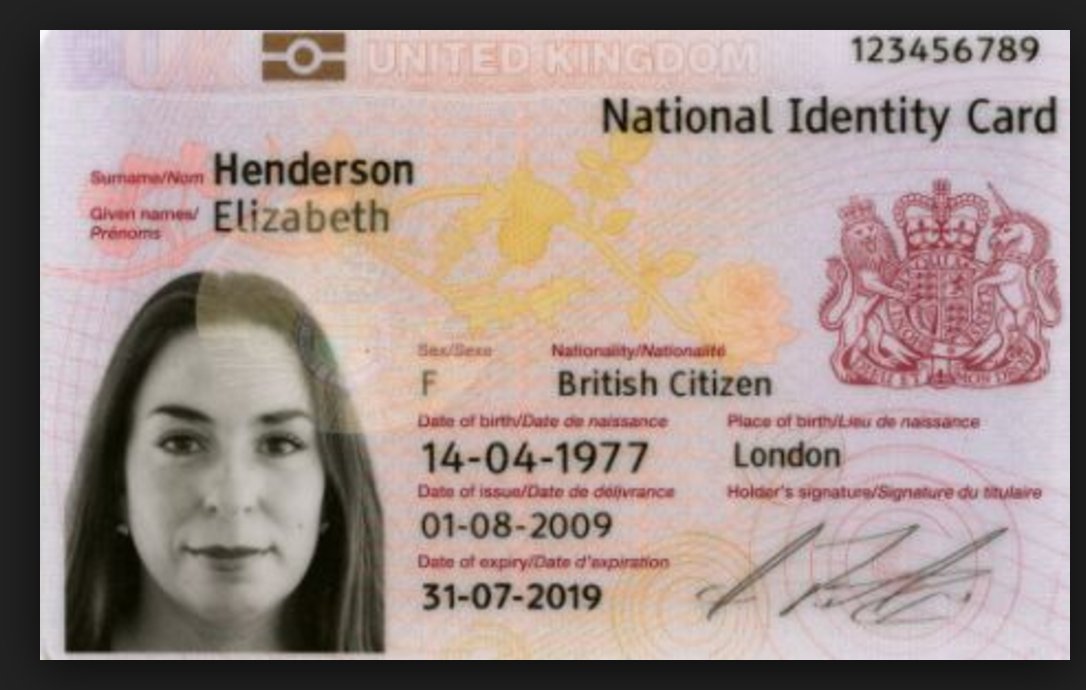 UNITED KINGDOM
123456789
National Identity Card
Surname/Nom Henderson
Given names/
Prénoms
Elizabeth
Sex/Sexe Nationality/Nationalité
F British Citizen
Date of birth/Date de naissance Place of birth/Lieu de naissance
14-04-1977 London
Date of issue/Date de délivrance Holder's signature/Signature du titulaire
01-08-2009
Date of expiry/Date d'expiration
31-07-2019